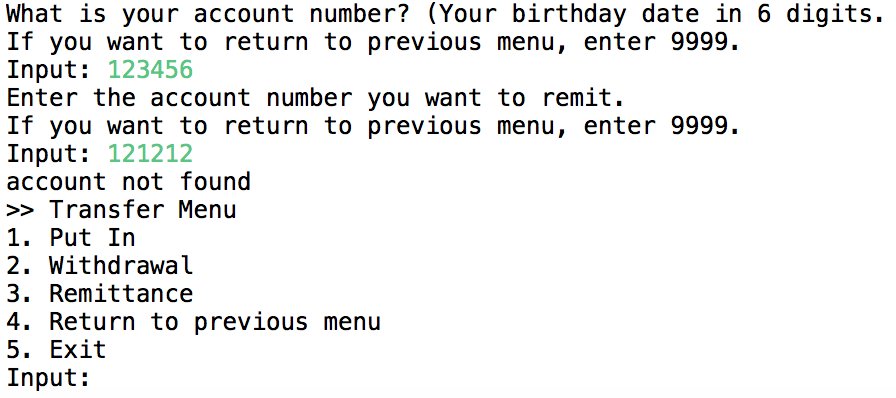 What is your account number? (Your birthday date in 6 digits.
If you want to return to previous menu, enter 9999.
Input: 123456
Enter the account number you want to remit.
If you want to return to previous menu, enter 9999.
Input: 121212
account not found
>> Transfer Menu
1. Put In
2. Withdrawal
3. Remittance
4. Return to previous menu
5. Exit
Input: